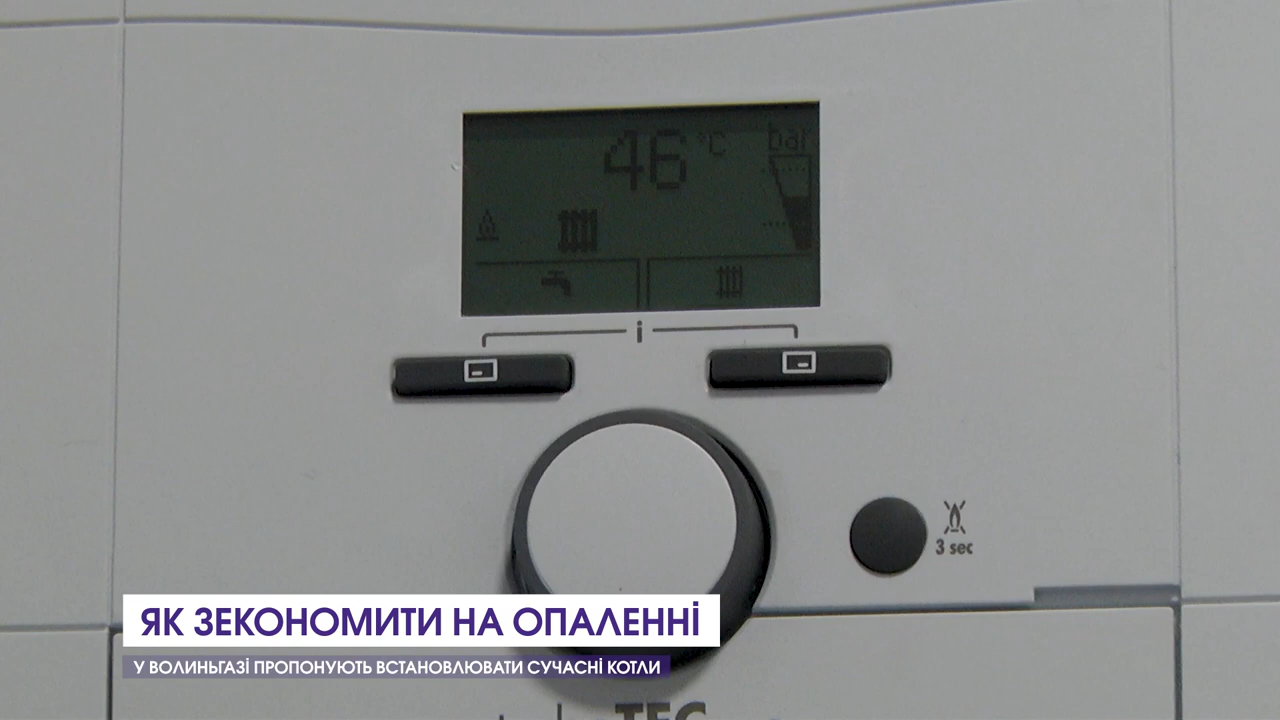 46 °C
bar
i
3 sec
ЯК ЗЕКОНОМИТИ НА ОПАЛЕННІ
У ВОЛИНЬГАЗІ ПРОПОНУЮТЬ ВСТАНОВЛЮВАТИ СУЧАСНІ КОТЛИ